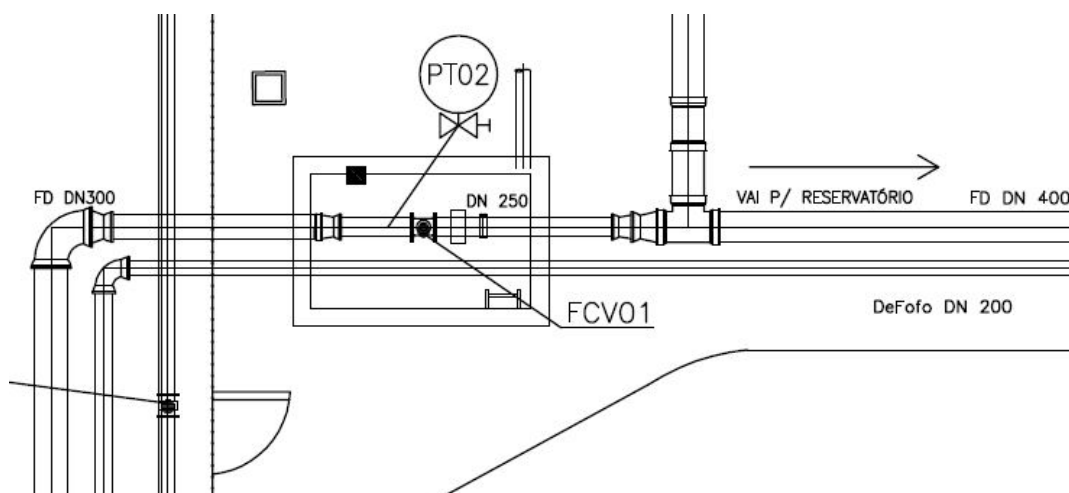 PT02
FD DN300
DN 250
VAI P/ RESERVATÓRIO
FD DN 400
FCV01
DeFofo DN 200